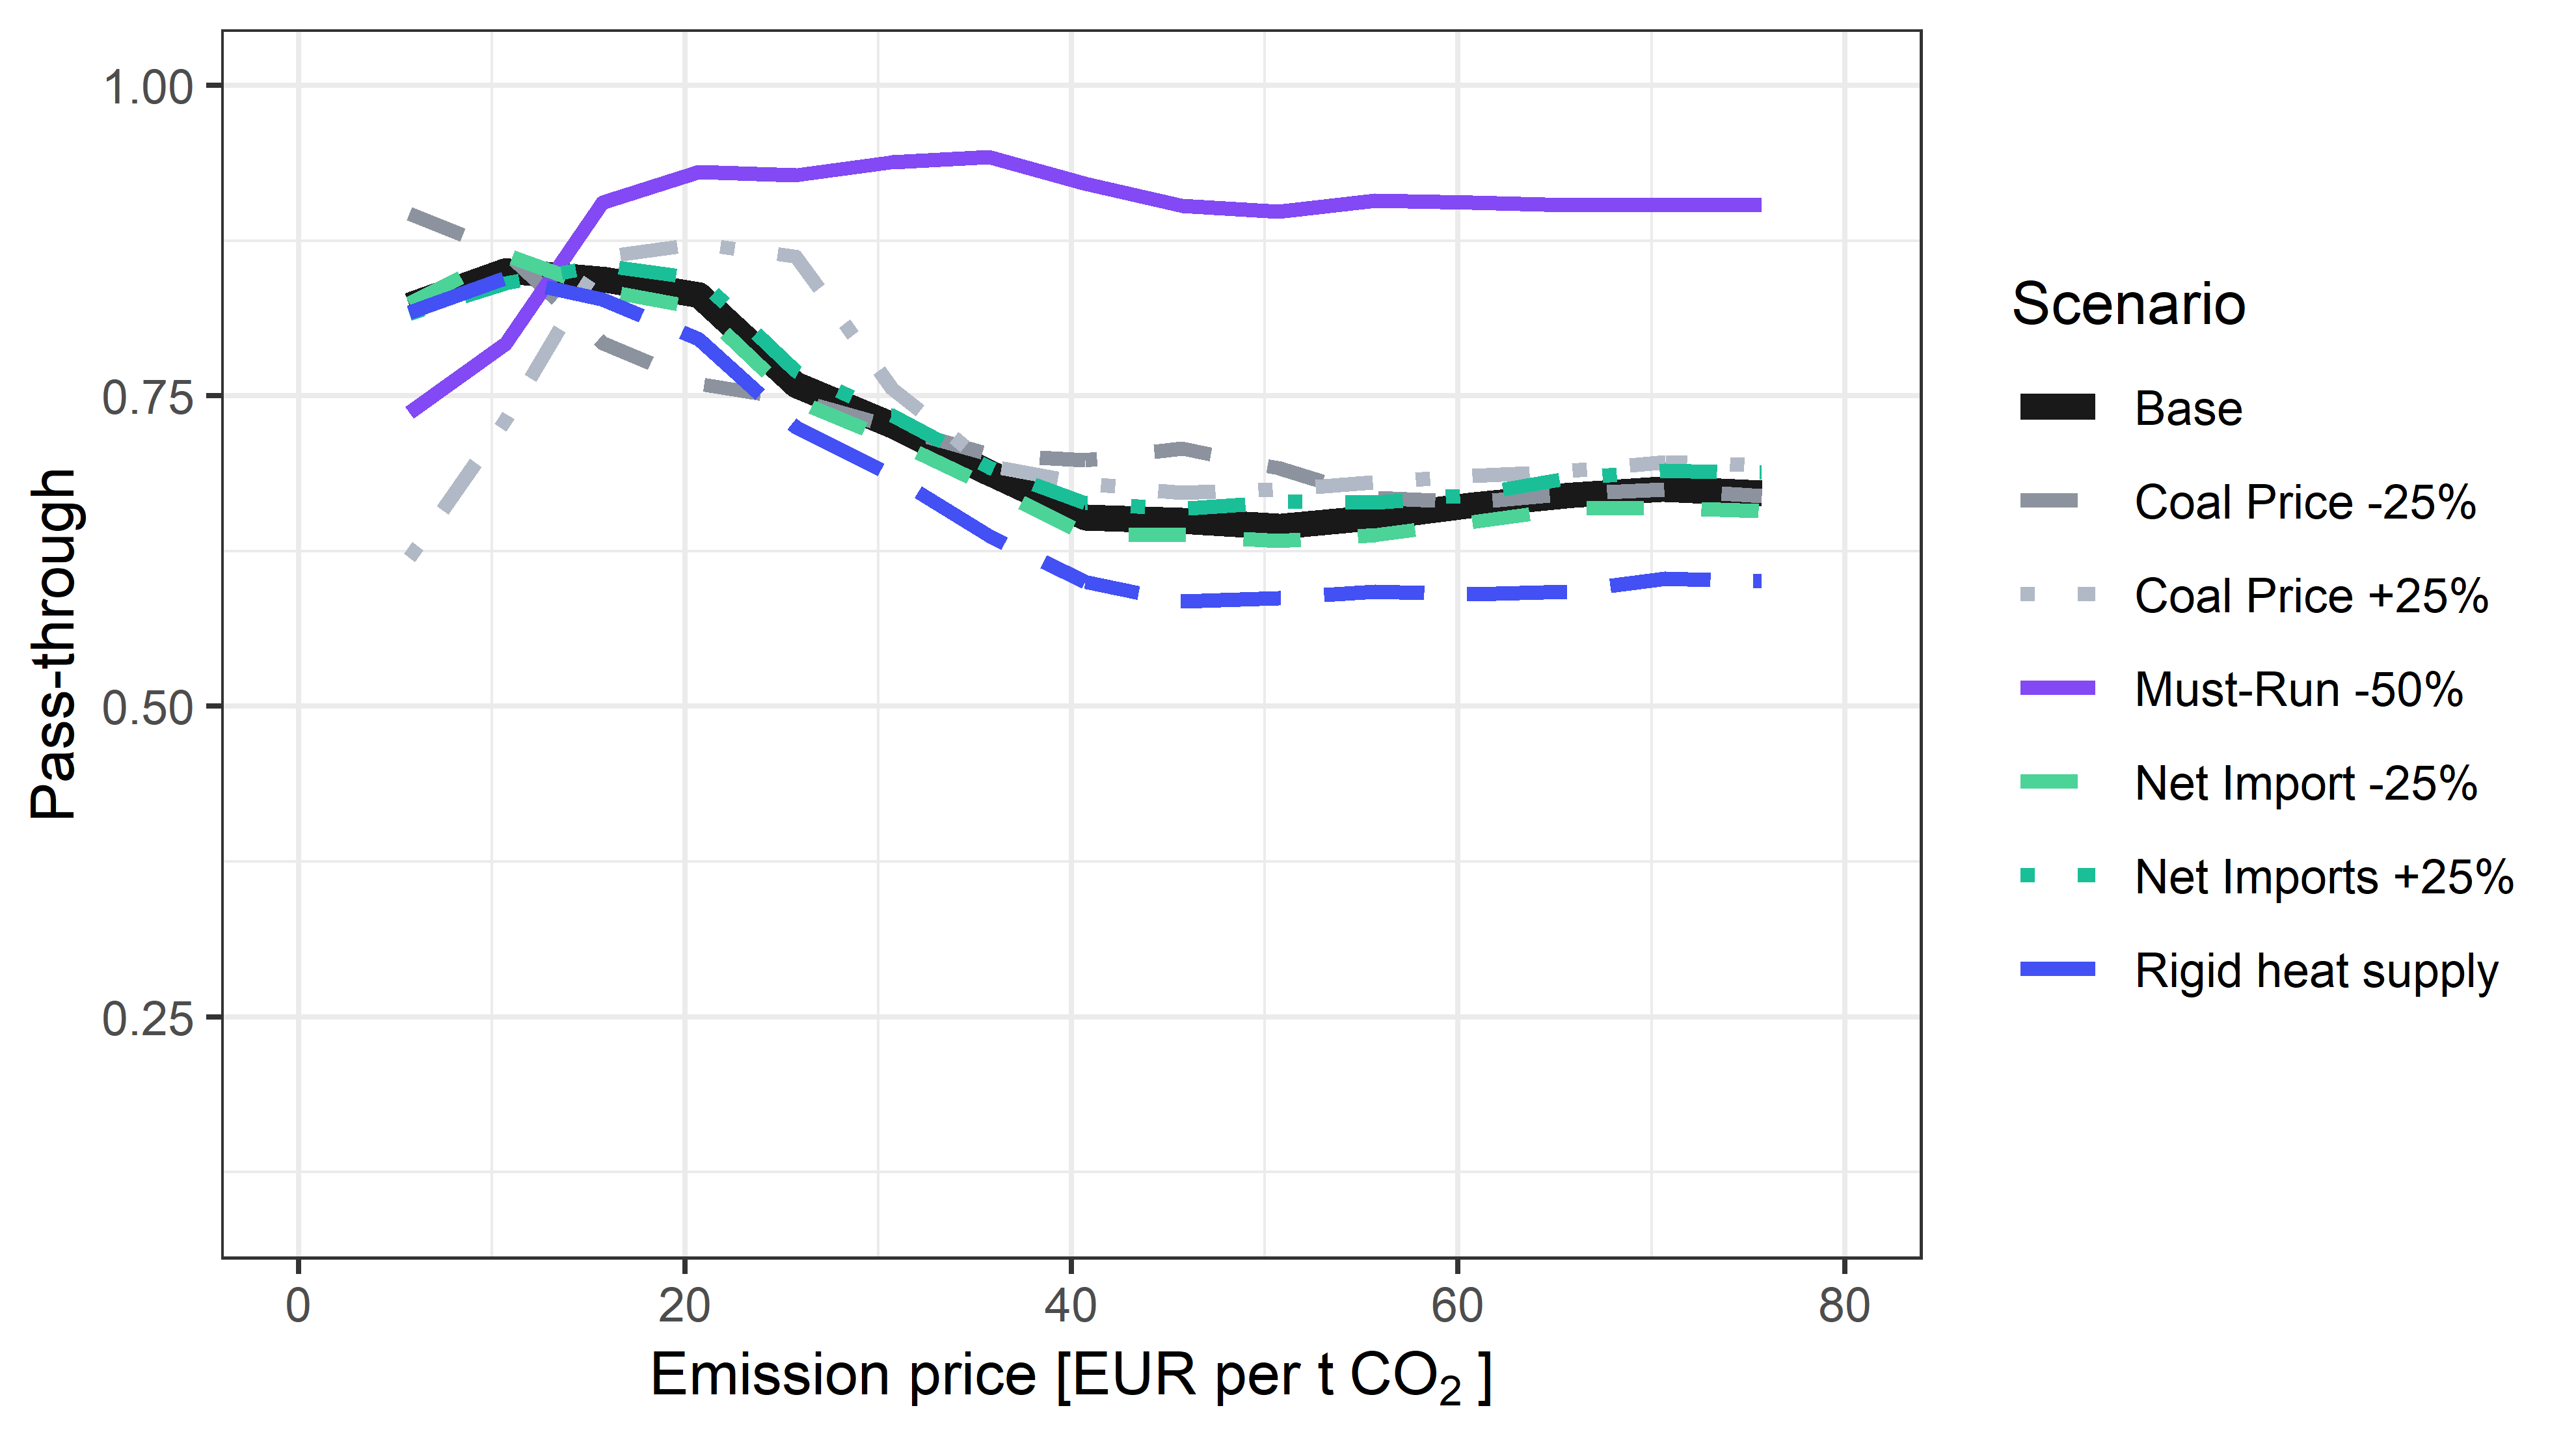 1.00
0.75
0.50
0.25
Pass-through
0
20
40
60
80
Emission price [EUR per t CO₂ ]
Scenario
Base
Coal Price -25%
Coal Price +25%
Must-Run -50%
Net Import -25%
Net Imports +25%
Rigid heat supply